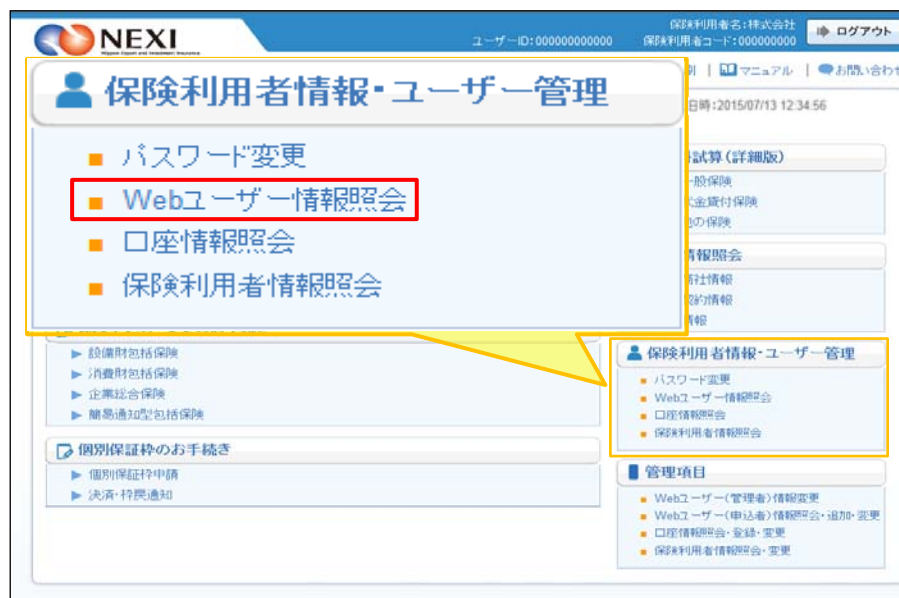 NEXI
Nippon Export and Investment Insurance
ユーザーID:000000000000
保険利用者名:株式会社
保険利用者コード:000000000
ログアウト
マニュアル
お問い合わせ
日時:2015/07/13 12:34:56
保険利用者情報・ユーザー管理
パスワード変更
Webユーザー情報照会
口座情報照会
保険利用者情報照会
試算(詳細版)
一般保険
金貸付保険
の保険
情報照会
情報
情報
設備財包括保険
消費財包括保険
企業総合保険
簡易通知型包括保険
個別保証枠のお手続き
個別保証枠申請
決済・枠戻通知
保険利用者情報・ユーザー管理
パスワード変更
Webユーザー情報照会
口座情報照会
保険利用者情報照会
管理項目
Webユーザー(管理者)情報変更
Webユーザー(申込者)情報照会・追加・変更
口座情報照会・登録・変更
保険利用者情報照会・変更